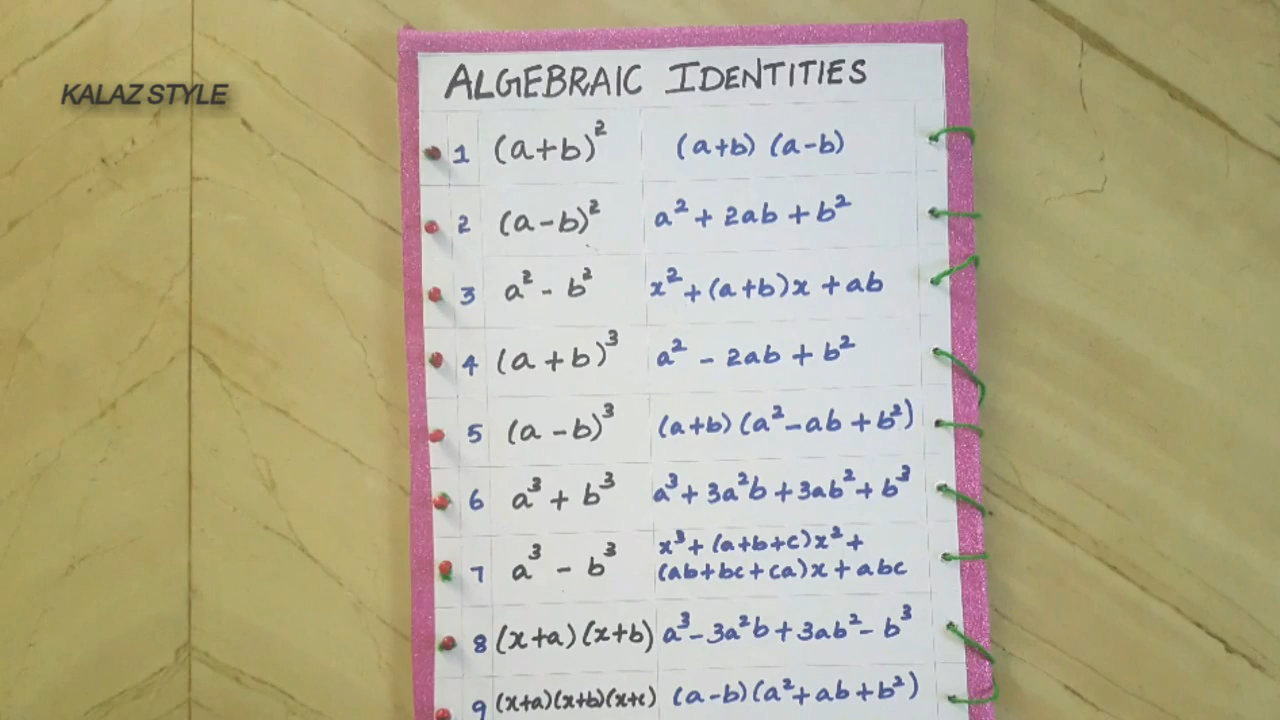 KALAZ STYLE
ALGEBRAIC IDENTITIES
1 (a+b)² (a+b) (a-b)
2 (a-b)² a² + 2ab + b²
3 a² - b² x² + (a+b)x + ab
4 (a+b)³ a² - 2ab + b²
5 (a-b)³ (a+b) (a²-ab+b²)
6 a³ + b³ a³ + 3a²b + 3ab² + b³
7 a³ - b³ x³ + (a+b+c)x² +
(ab+bc+ca)x + abc
8 (x+a) (x+b) a³ - 3a²b + 3ab² - b³
9 (x+a)(x+b)(x+c) (a-b)(a²+ab+b²)